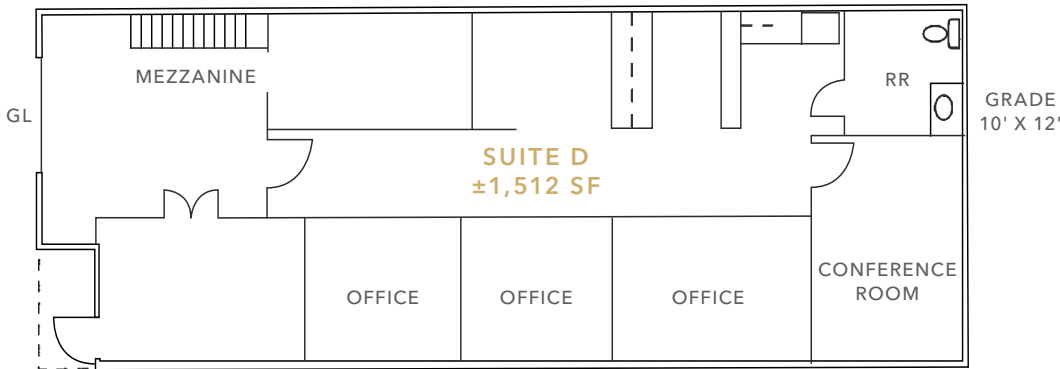 MEZZANINE
RR
GL
GRADE
10' X 12'
SUITE D
±1,512 SF
CONFERENCE
ROOM
OFFICE
OFFICE
OFFICE